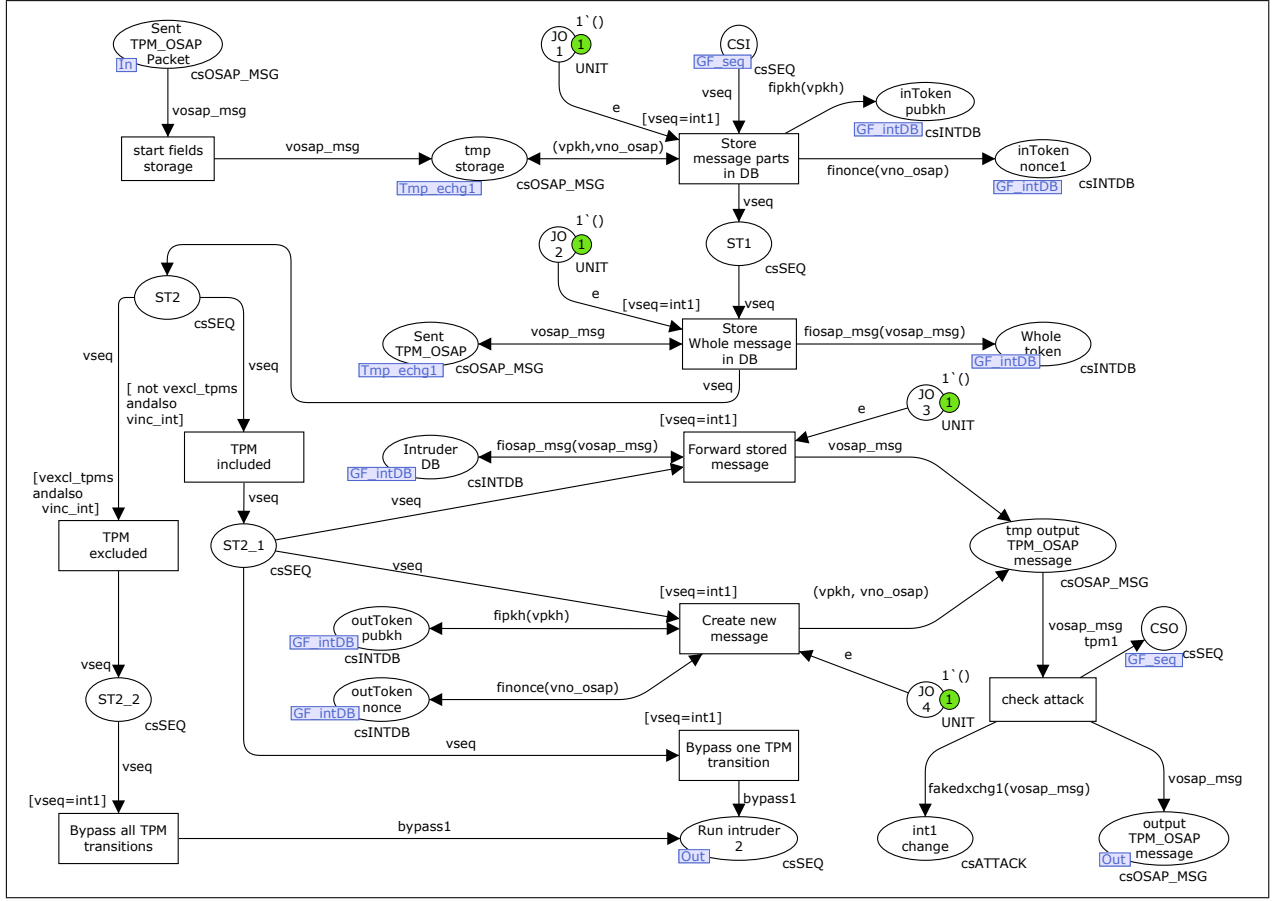 Sent
TPM_OSAP
Packet
In
csOSAP_MSG
vosap_msg
start fields
storage
vosap_msg
tmp
storage
Tmp_echg1
csOSAP_MSG
(vpkh,vno_osap)
1`()
JO
1
1
UNIT
e
CSI
GF_seq
csSEQ
vseq
[vseq=int1]
Store
message parts
in DB
fipkh(vpkh)
inToken
pubkh
GF_intDB
csINTDB
finonce(vno_osap)
inToken
nonce1
GF_intDB
csINTDB
vseq
ST1
csSEQ
vseq
1`()
JO
2
1
UNIT
e
[vseq=int1]
Store
Whole message
in DB
vosap_msg
Sent
TPM_OSAP
Tmp_echg1
csOSAP_MSG
fiosap_msg(vosap_msg)
Whole
token
GF_intDB
csINTDB
vseq
ST2
csSEQ
vseq
vseq
[ not vexcl_tpms
andalso
vinc_int]
TPM
included
[vexcl_tpms
andalso
vinc_int]
TPM
excluded
vseq
ST2_1
csSEQ
1`()
JO
3
1
UNIT
e
[vseq=int1]
Forward stored
message
Intruder
DB
GF_intDB
csINTDB
fiosap_msg(vosap_msg)
vosap_msg
vseq
vseq
tmp output
TPM_OSAP
message
csOSAP_MSG
[vseq=int1]
Create new
message
(vpkh, vno_osap)
fipkh(vpkh)
outToken
pubkh
GF_intDB
csINTDB
finonce(vno_osap)
outToken
nonce
GF_intDB
csINTDB
e
1`()
JO
4
1
UNIT
vosap_msg
tpm1
CSO
GF_seq
csSEQ
check attack
vseq
ST2_2
csSEQ
vseq
vseq
[vseq=int1]
Bypass one TPM
transition
bypass1
[vseq=int1]
Bypass all TPM
transitions
bypass1
Run intruder
2
Out
csSEQ
fakedxchg1(vosap_msg)
int1
change
csATTACK
vosap_msg
output
TPM_OSAP
message
Out
csOSAP_MSG